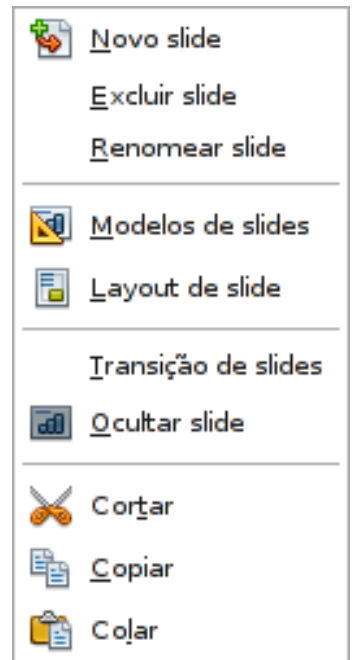 Novo slide
Excluir slide
Renomear slide
Modelos de slides
Layout de slide
Transição de slides
Ocultar slide
Cortar
Copiar
Colar